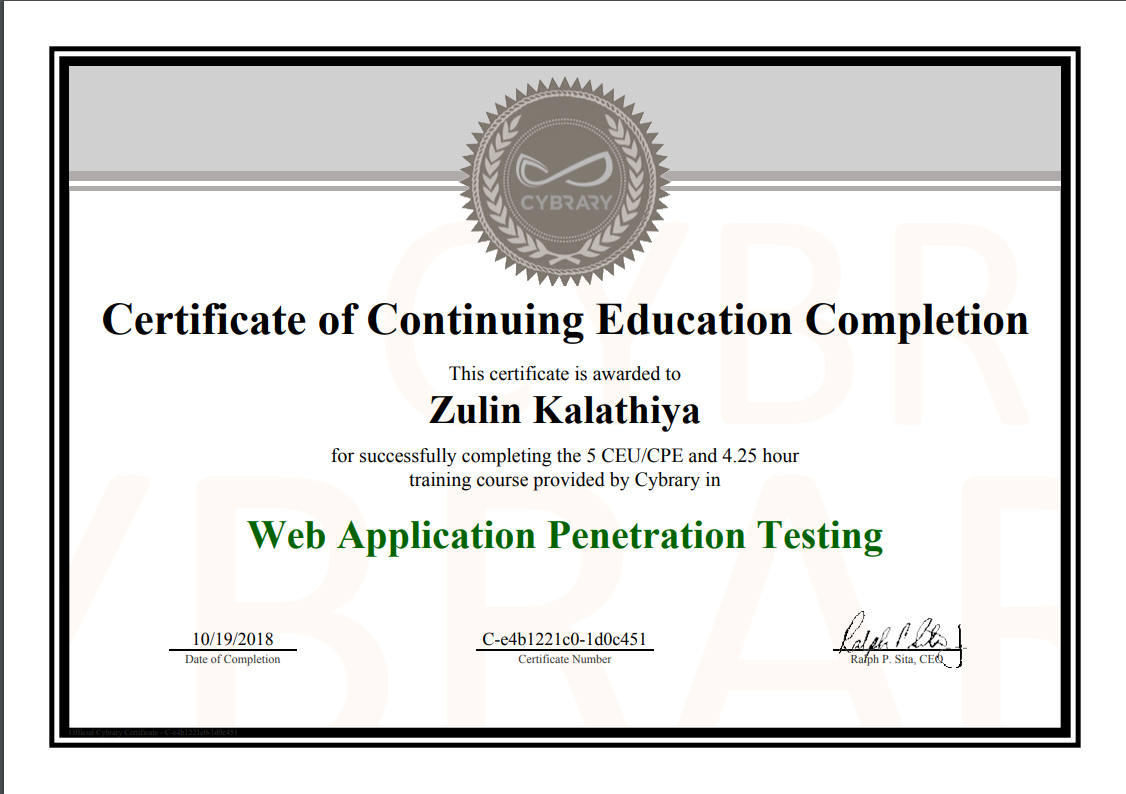 CYBRARY
Certificate of Continuing Education Completion
This certificate is awarded to
Zulin Kalathiya
for successfully completing the 5 CEU/CPE and 4.25 hour
training course provided by Cybrary in
Web Application Penetration Testing
10/19/2018
Date of Completion
C-e4b1221c0-1d0c451
Certificate Number
Ralph P. Sita
Ralph P. Sita, CEO
Official Cybrary Certificate - C-e4b1221c0-1d0c451
CYBR
YBRAR